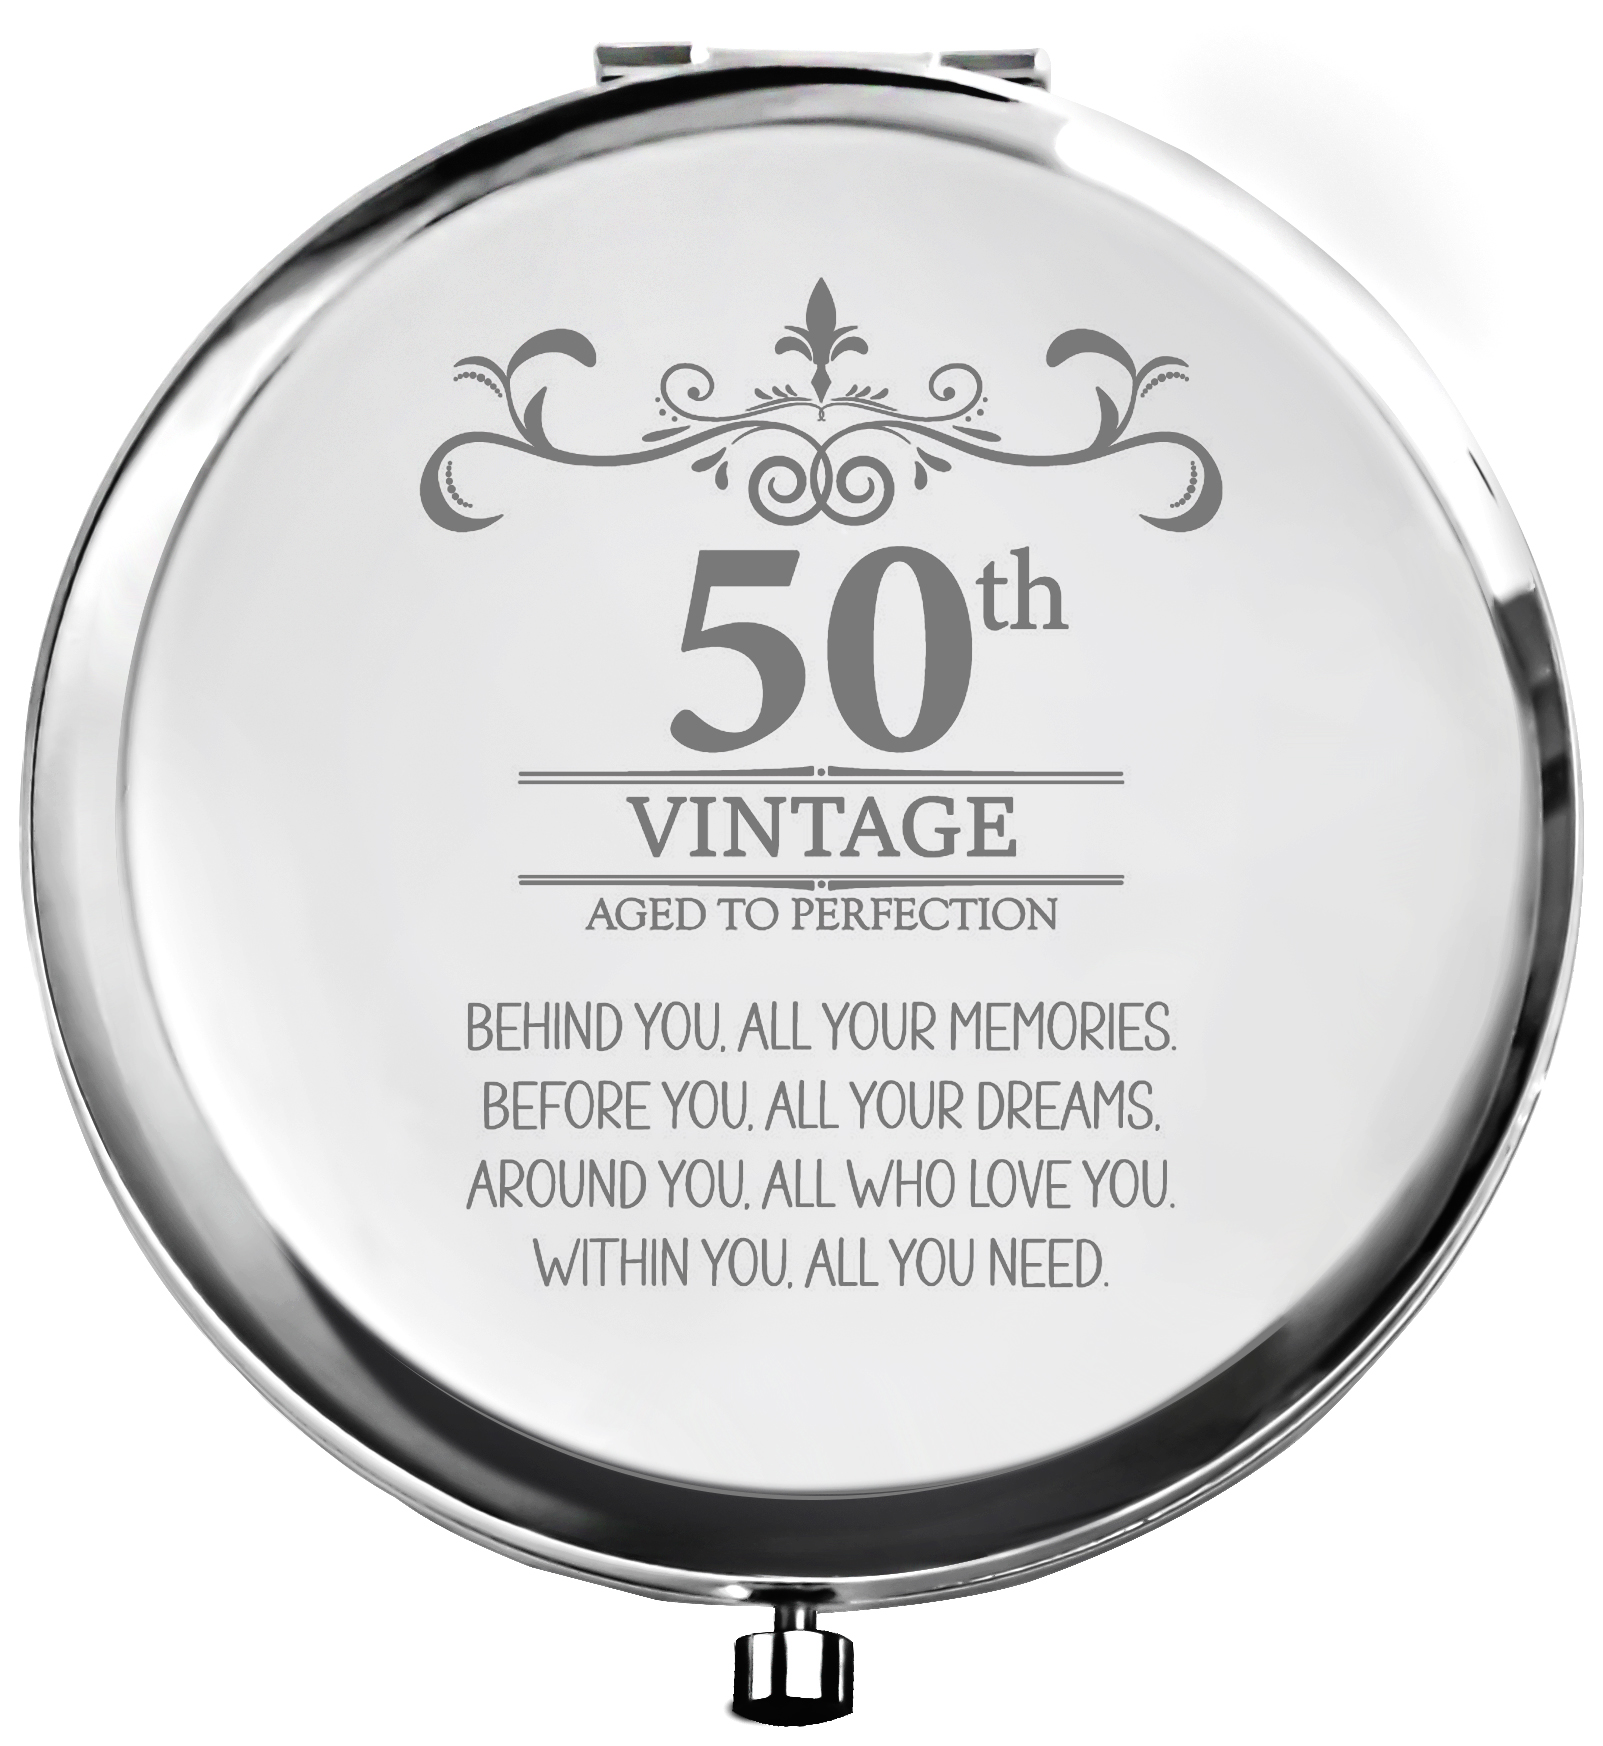 50th
VINTAGE
AGED TO PERFECTION
BEHIND YOU, ALL YOUR MEMORIES.
BEFORE YOU, ALL YOUR DREAMS,
AROUND YOU, ALL WHO LOVE YOU.
WITHIN YOU, ALL YOU NEED.